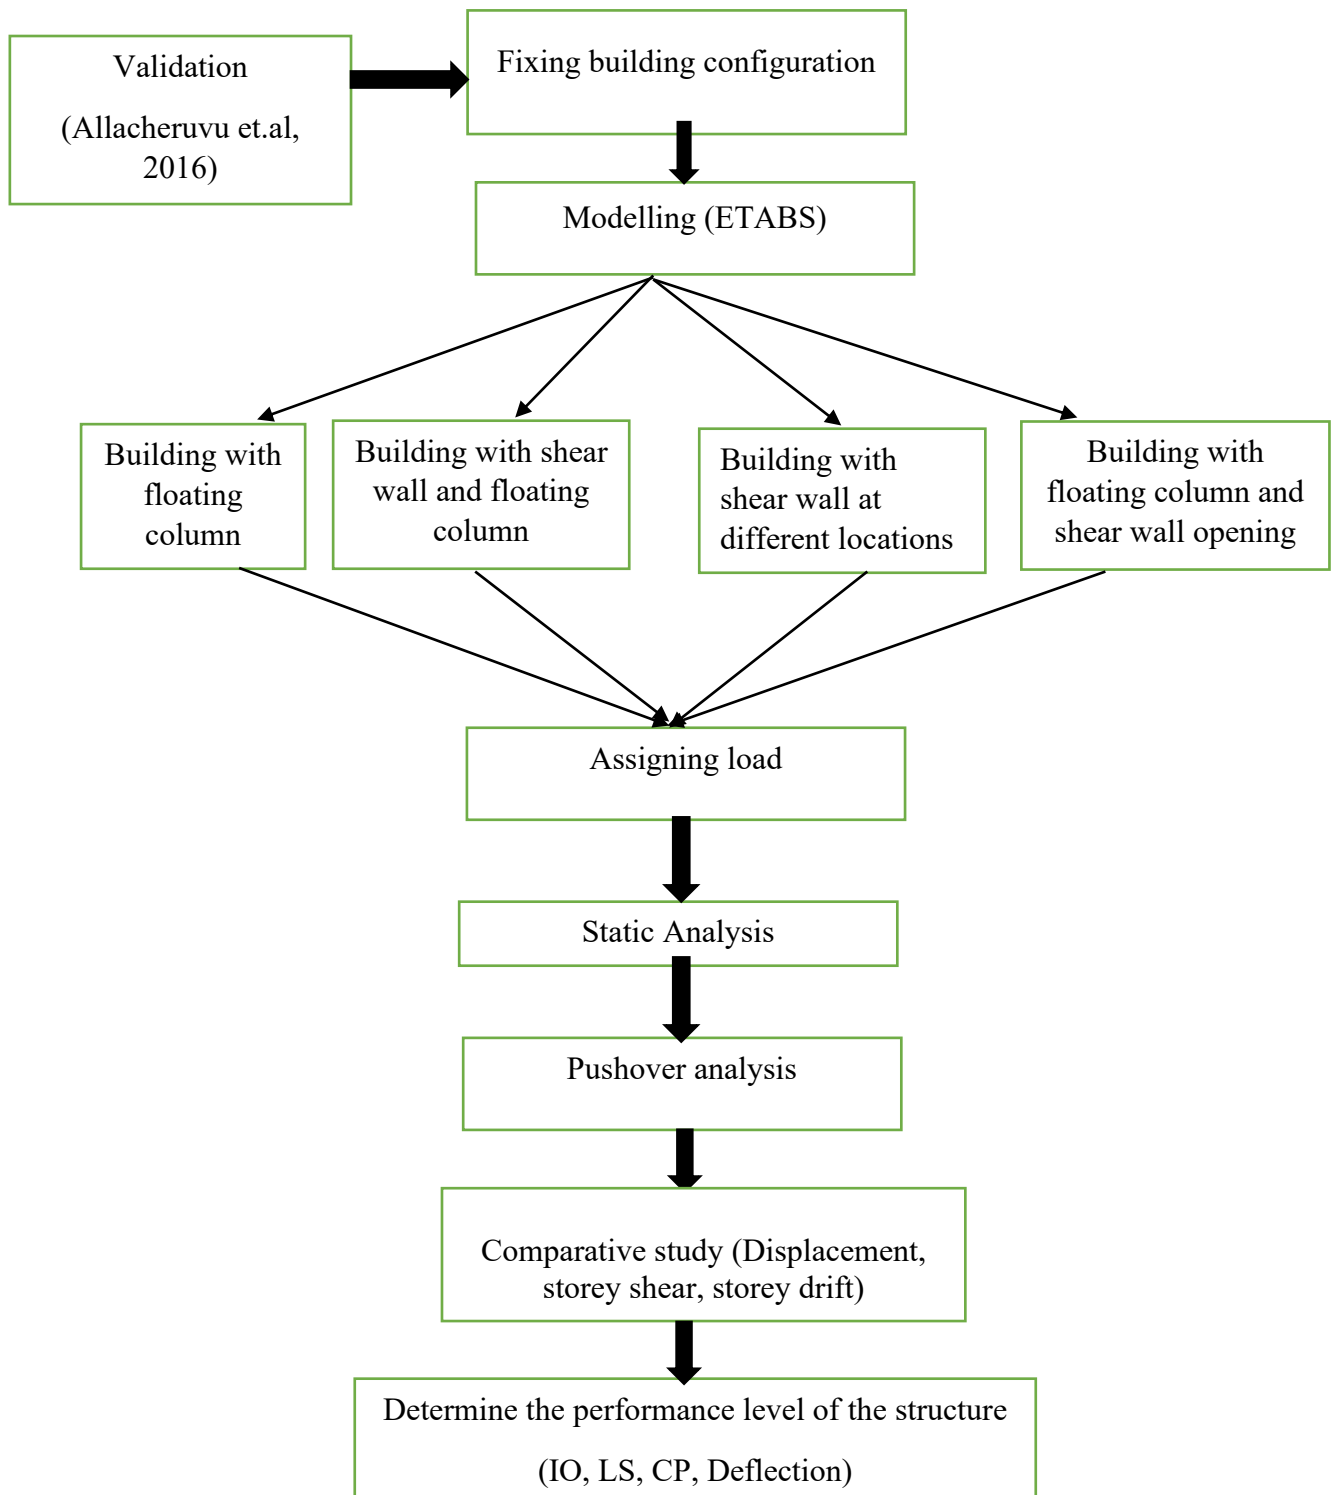 Validation
(Allacheruvu et.al,
2016)
Fixing building configuration
Modelling (ETABS)
Building with
floating
column
Building with shear
wall and floating
column
Building with
shear wall at
different locations
Building with
floating column and
shear wall opening
Assigning load
Static Analysis
Pushover analysis
Comparative study (Displacement,
storey shear, storey drift)
Determine the performance level of the structure
(IO, LS, CP, Deflection)